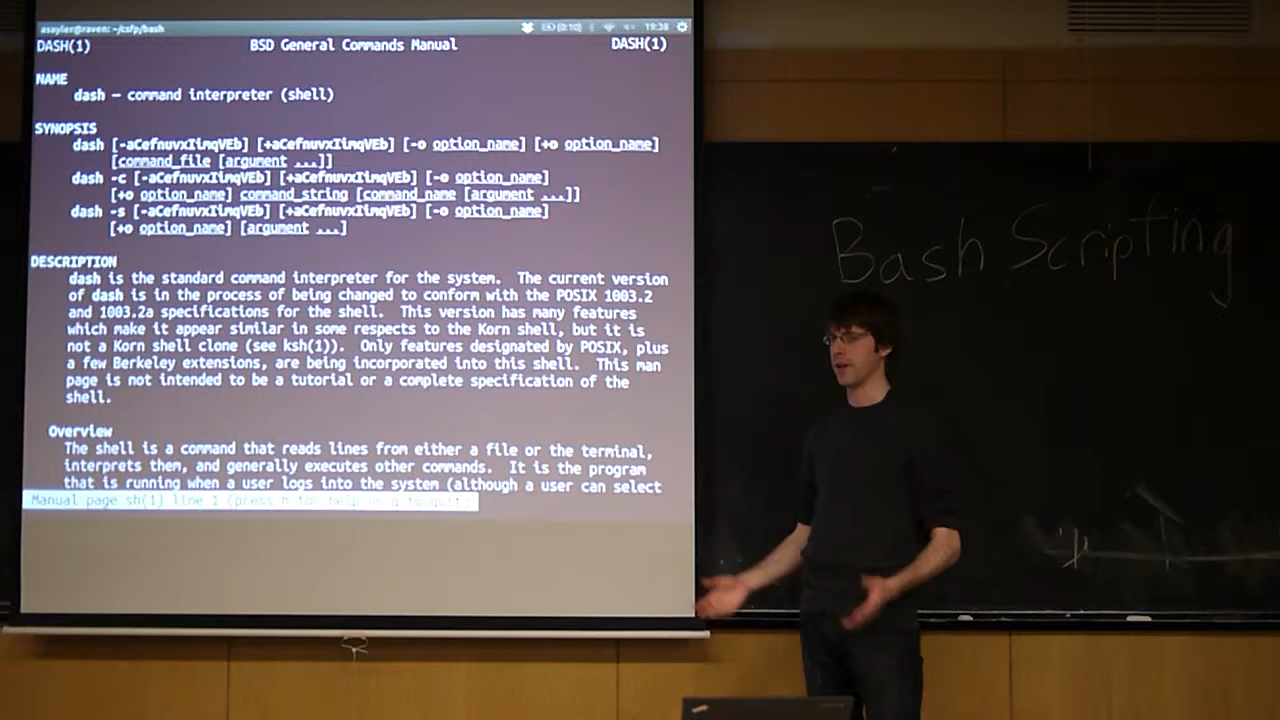 asayler@raven: ~/csfp/bash (0:10) 19:38
DASH(1) BSD General Commands Manual DASH(1)
NAME
dash — command interpreter (shell)
SYNOPSIS
dash [-aCefnuvxIimqVEb] [+aCefnuvxIimqVEb] [-o option_name] [+o option_name]
[command_file [argument ...]]
dash -c [-aCefnuvxIimqVEb] [+aCefnuvxIimqVEb] [-o option_name]
[+o option_name] command_string [command_name [argument ...]]
dash -s [-aCefnuvxIimqVEb] [+aCefnuvxIimqVEb] [-o option_name]
[+o option_name] [argument ...]
DESCRIPTION
dash is the standard command interpreter for the system. The current version
of dash is in the process of being changed to conform with the POSIX 1003.2
and 1003.2a specifications for the shell. This version has many features
which make it appear similar in some respects to the Korn shell, but it is
not a Korn shell clone (see ksh(1)). Only features designated by POSIX, plus
a few Berkeley extensions, are being incorporated into this shell. This man
page is not intended to be a tutorial or a complete specification of the
shell.
Overview
The shell is a command that reads lines from either a file or the terminal,
interprets them, and generally executes other commands. It is the program
that is running when a user logs into the system (although a user can select
Manual page sh(1) line 1 (press h for help or q to quit)
Bash Scripting